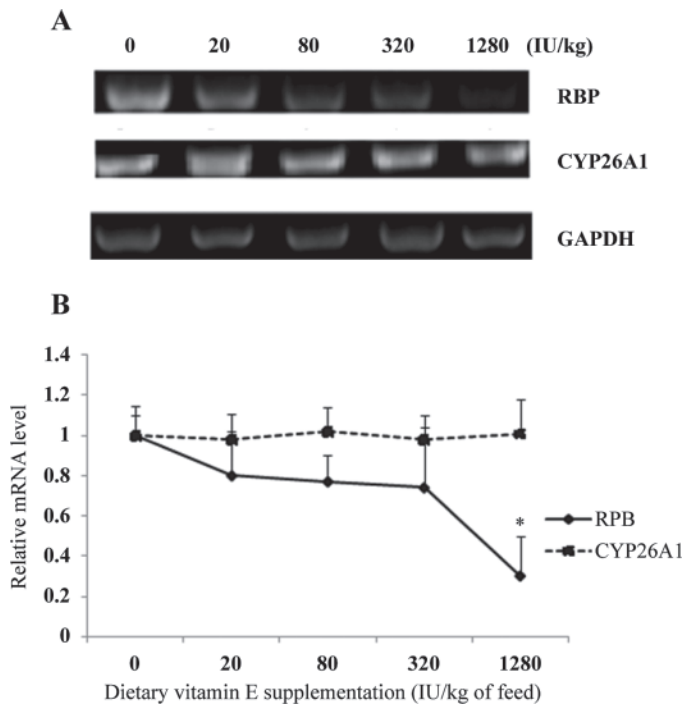 A
0 20 80 320 1280 (IU/kg)
RBP
CYP26A1
GAPDH
B
1.4
1.2
1
0.8
0.6
0.4
0.2
0
Relative mRNA level
*
RPB
CYP26A1
0 20 80 320 1280
Dietary vitamin E supplementation (IU/kg of feed)